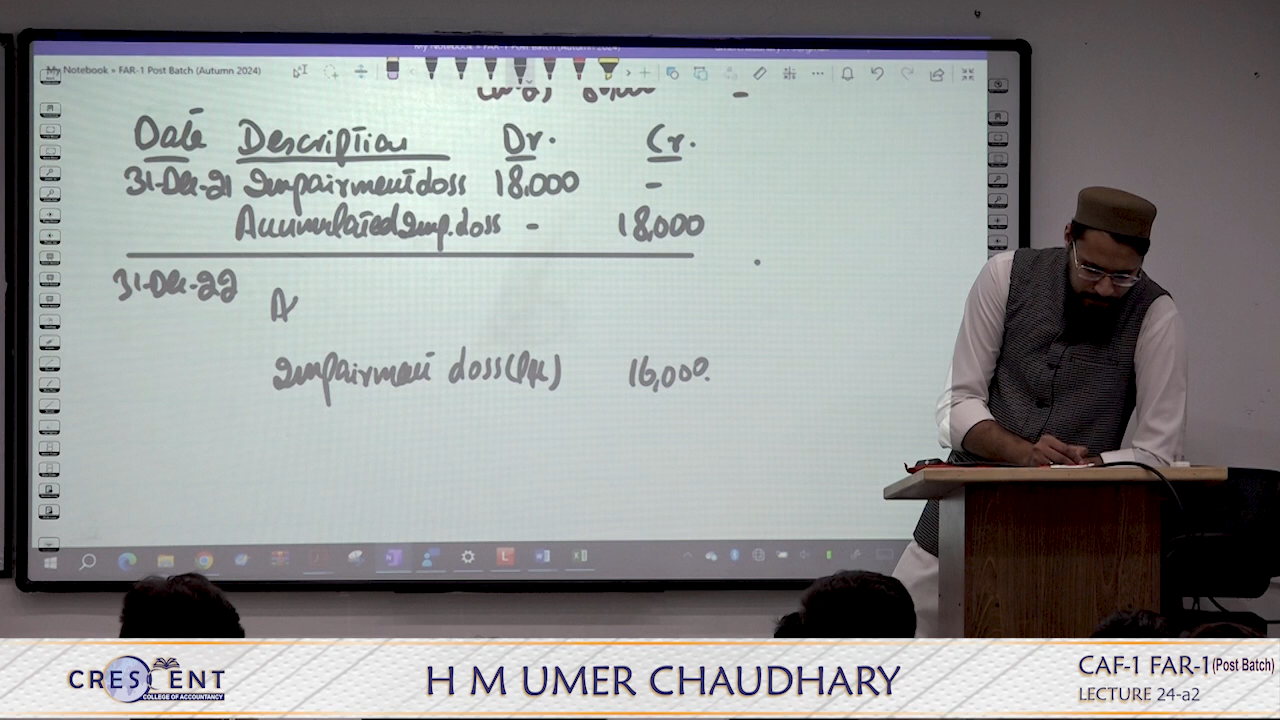 My Notebook » FAR-1 Post Batch (Autumn 2024)
Date Description Dr. Cr.
31-Dec-21 Impairment Loss 18,000 -
Accumulated Imp. Loss - 18,000
31-Dec-22
A
Impairment Loss (P/L) 16,000.
CRESCENT
COLLEGE OF ACCOUNTANCY
H M UMER CHAUDHARY
CAF-1 FAR-1 (Post Batch)
LECTURE 24-a2